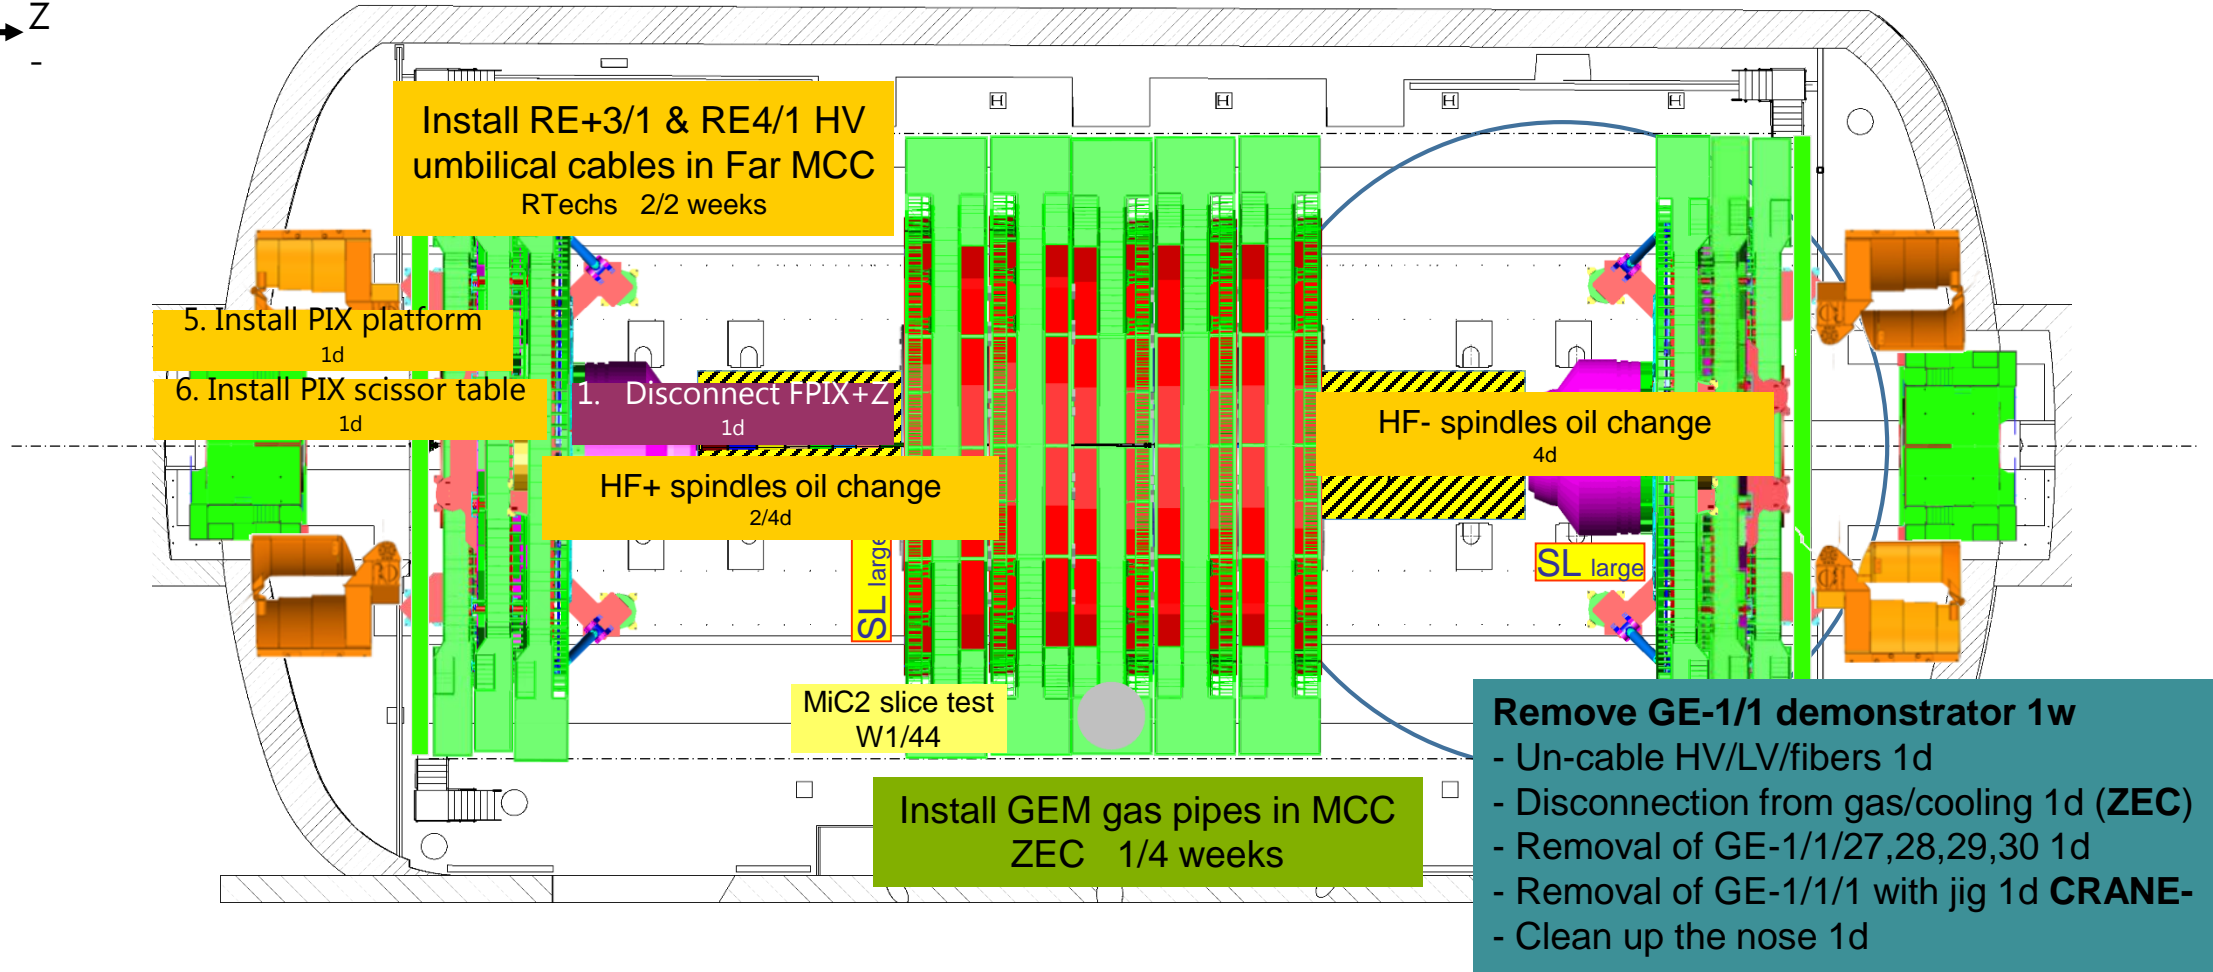 Z
-
H
H
H
H
Install RE+3/1 & RE4/1 HV
umbilical cables in Far MCC
RTechs 2/2 weeks
5. Install PIX platform
1d
6. Install PIX scissor table
1d
1. Disconnect FPIX+Z
1d
HF- spindles oil change
4d
HF+ spindles oil change
2/4d
SL large
SL large
MiC2 slice test
W1/44
Install GEM gas pipes in MCC
ZEC 1/4 weeks
Remove GE-1/1 demonstrator 1w
- Un-cable HV/LV/fibers 1d
- Disconnection from gas/cooling 1d (ZEC)
- Removal of GE-1/1/27,28,29,30 1d
- Removal of GE-1/1/1 with jig 1d CRANE-
- Clean up the nose 1d